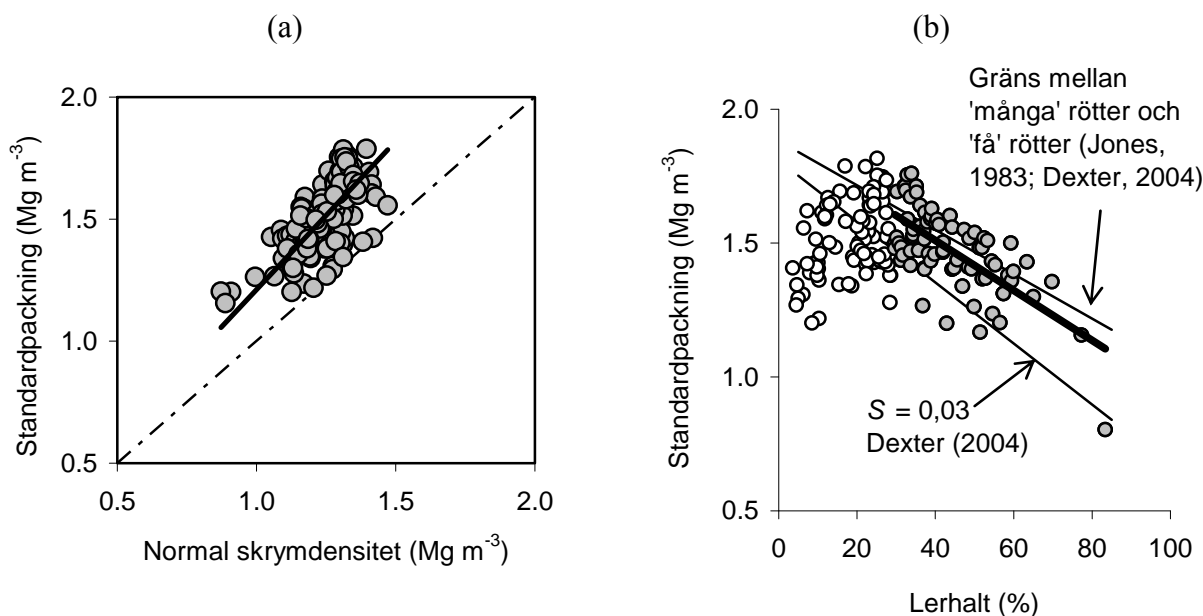 (a)
2.0
1.5
1.0
0.5
0.5 1.0 1.5 2.0
Standardpackning (Mg m⁻³)
Normal skrymdensitet (Mg m⁻³)
(b)
Gräns mellan
'många' rötter och
'få' rötter (Jones,
1983; Dexter, 2004)
2.0
1.5
1.0
0.5
0 20 40 60 80 100
S = 0,03
Dexter (2004)
Standardpackning (Mg m⁻³)
Lerhalt (%)